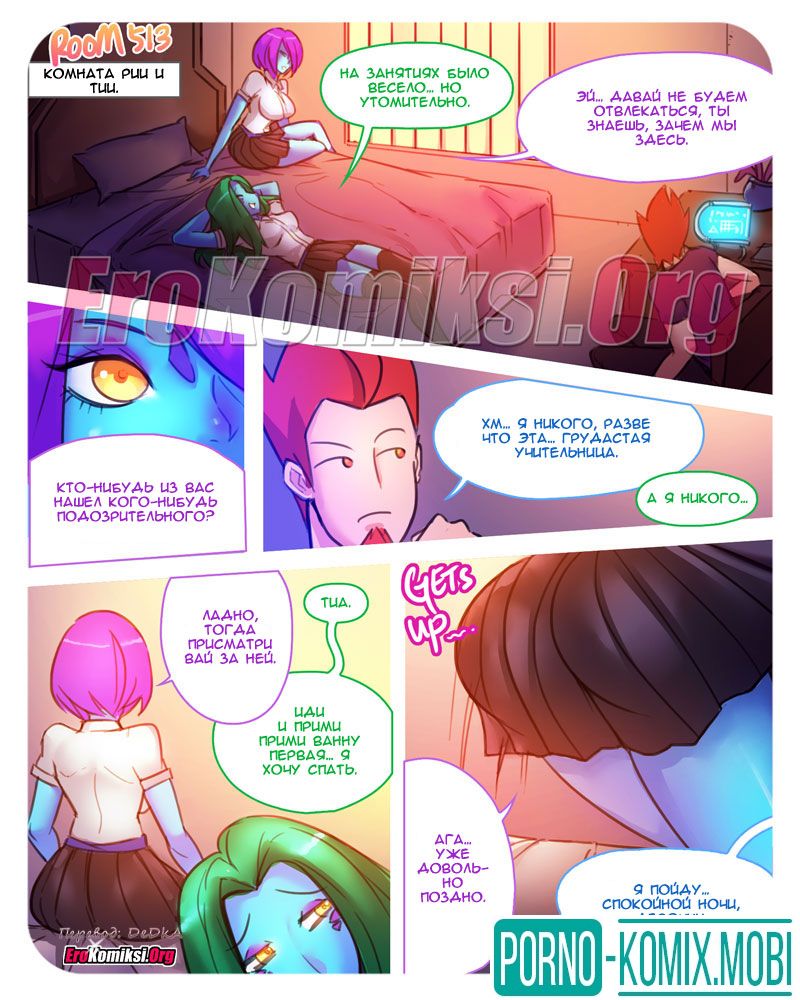 ROOM 513
КОМНАТА РИИ И
ТИИ.
НА ЗАНЯТИЯХ БЫЛО
ВЕСЕЛО... НО
УТОМИТЕЛЬНО.
ЭЙ... ДАВАЙ НЕ БУДЕМ
ОТВЛЕКАТЬСЯ, ТЫ
ЗНАЕШЬ, ЗАЧЕМ МЫ
ЗДЕСЬ.
EroKomiksi.Org
КТО-НИБУДЬ ИЗ ВАС
НАШЕЛ КОГО-НИБУДЬ
ПОДОЗРИТЕЛЬНОГО?
ХМ... Я НИКОГО, РАЗВЕ
ЧТО ЭТА... ГРУДАСТАЯ
УЧИТЕЛЬНИЦА.
А Я НИКОГО...
ЛАДНО,
ТОГДА
ПРИСМАТРИ
ВАЙ ЗА НЕЙ.
ТИА.
ИДИ
И ПРИМИ
ПРИМИ ВАННУ
ПЕРВАЯ... Я
ХОЧУ СПАТЬ.
GETS
UP...
АГА...
УЖЕ
ДОВОЛЬ-
НО
ПОЗДНО.
Я ПОЙДУ...
СПОКОЙНОЙ НОЧИ,
Перевод: DeDkA
EroKomiksi.Org
PORNO-KOMIX.MOBI